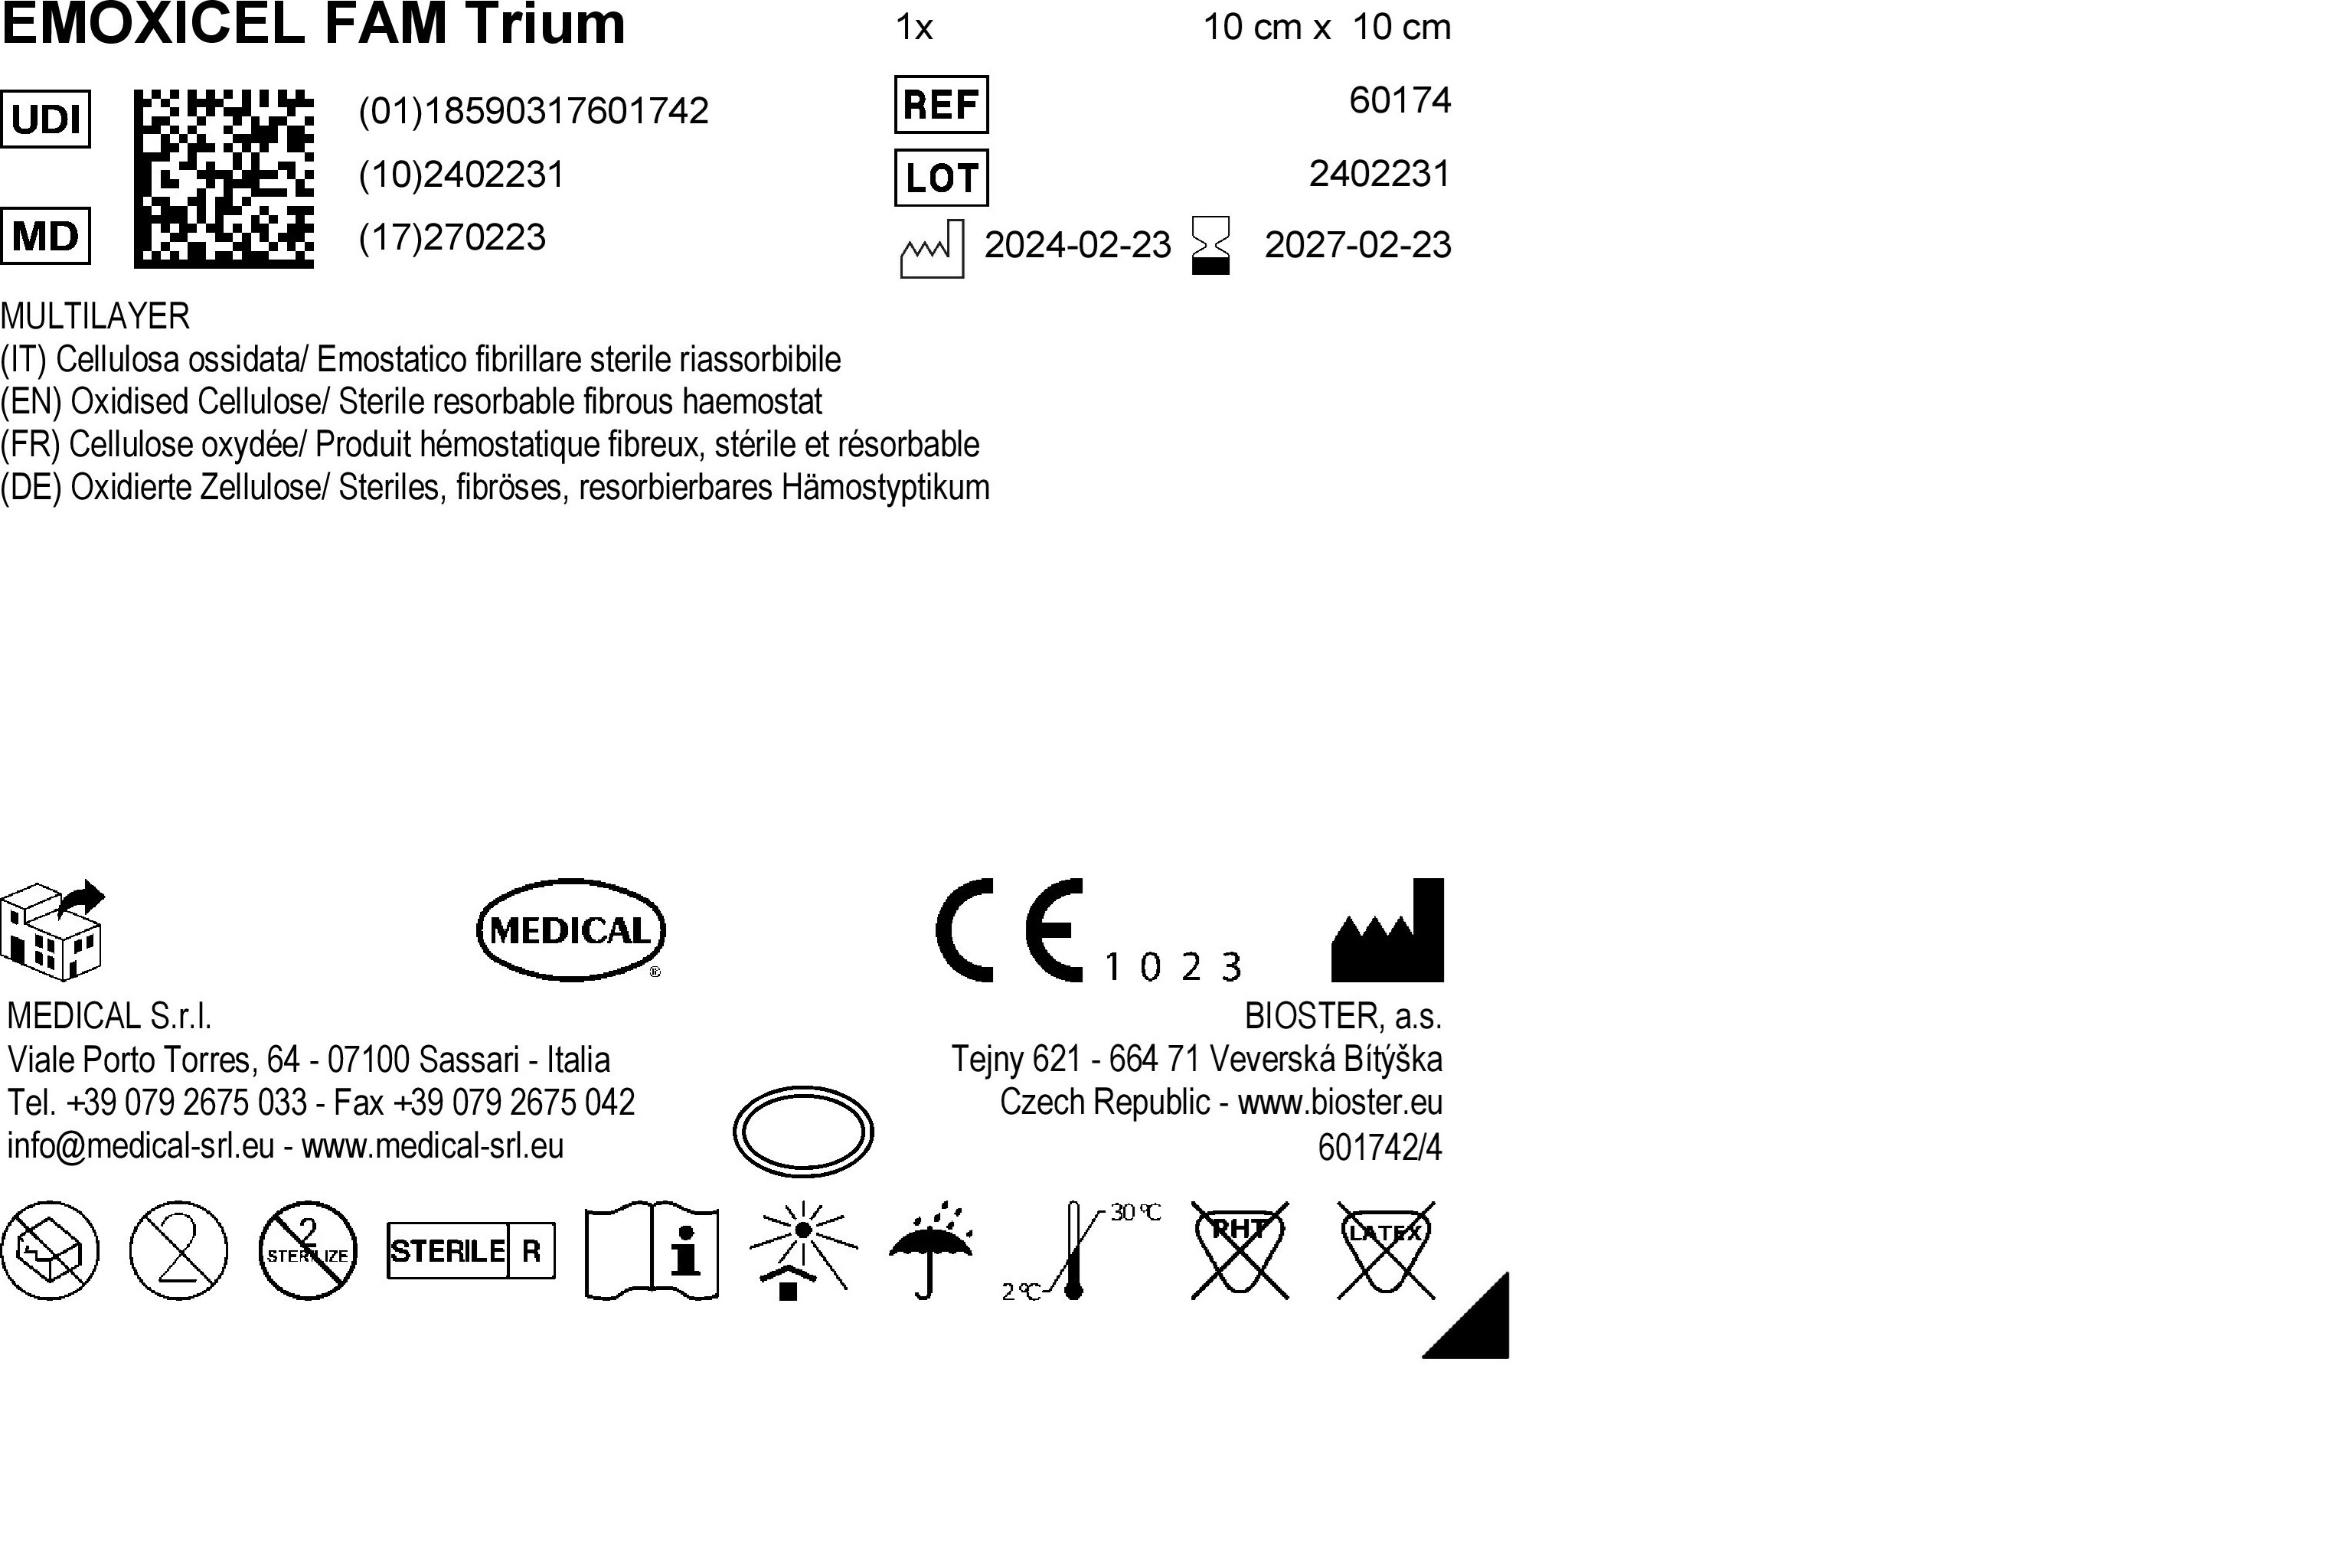 EMOXICEL FAM Trium
1x 10 cm x 10 cm
UDI
(01)18590317601742
REF 60174
(10)2402231
LOT 2402231
MD
(17)270223
2024-02-23 2027-02-23
MULTILAYER
(IT) Cellulosa ossidata/ Emostatico fibrillare sterile riassorbibile
(EN) Oxidised Cellulose/ Sterile resorbable fibrous haemostat
(FR) Cellulose oxydée/ Produit hémostatique fibreux, stérile et résorbable
(DE) Oxidierte Zellulose/ Steriles, fibröses, resorbierbares Hämostyptikum
MEDICAL ®
CE 1023
MEDICAL S.r.l.
Viale Porto Torres, 64 - 07100 Sassari - Italia
Tel. +39 079 2675 033 - Fax +39 079 2675 042
info@medical-srl.eu - www.medical-srl.eu
BIOSTER, a.s.
Tejny 621 - 664 71 Veverská Bítýška
Czech Republic - www.bioster.eu
601742/4
2
2 STERILIZE
STERILE R
i
30 ºC
2 ºC
PHT
LATEX